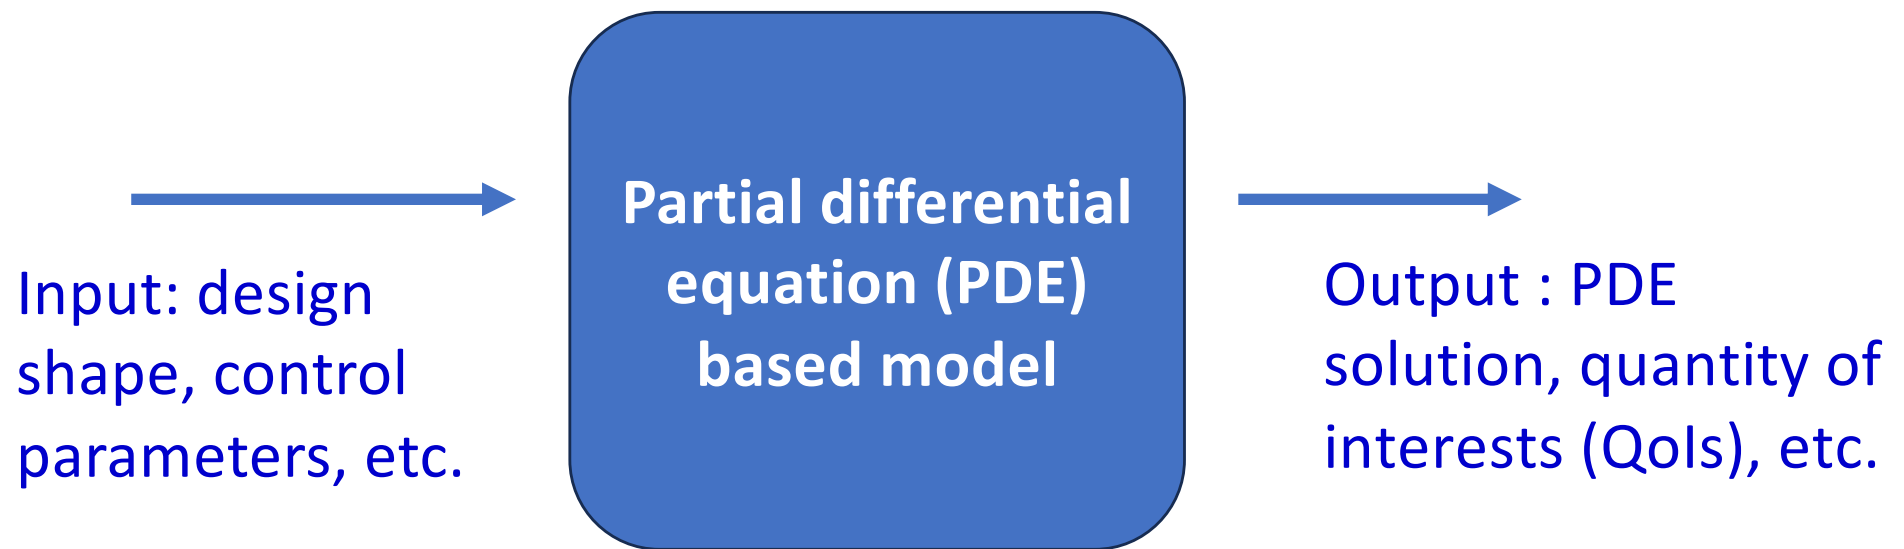 Input: design
shape, control
parameters, etc.
Partial differential
equation (PDE)
based model
Output : PDE
solution, quantity of
interests (QoIs), etc.